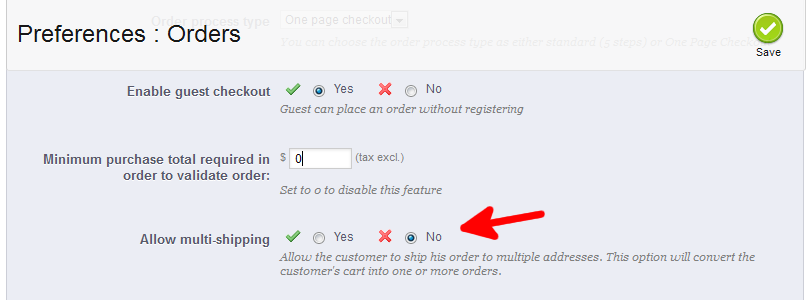 Order process type One page checkout
Preferences : Orders
You can choose the order process type as either standard (5 steps) or One Page Checkout
Save
Enable guest checkout Yes No
Guest can place an order without registering
Minimum purchase total required in
order to validate order:
$ 0 (tax excl.)
Set to 0 to disable this feature
Allow multi-shipping Yes No
Allow the customer to ship his order to multiple addresses. This option will convert the
customer's cart into one or more orders.